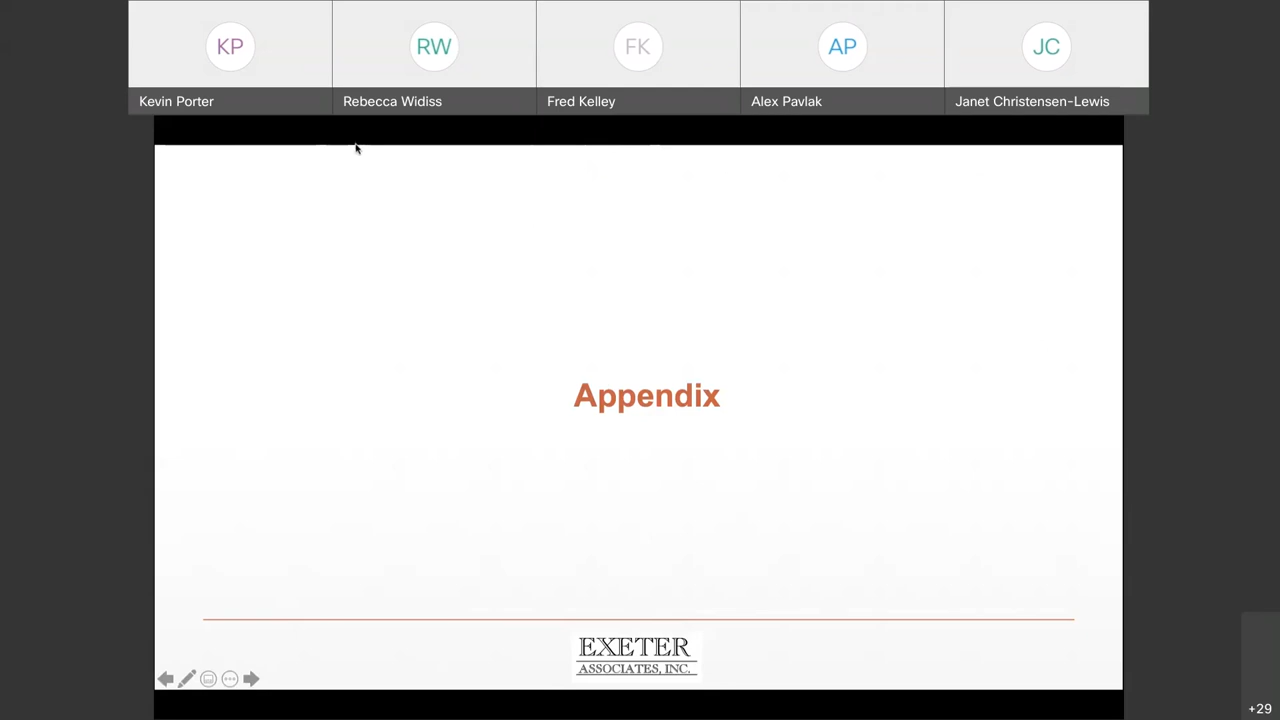 KP
RW
FK
AP
JC
Kevin Porter
Rebecca Widiss
Fred Kelley
Alex Pavlak
Janet Christensen-Lewis
Appendix
EXETER
ASSOCIATES, INC.
+29